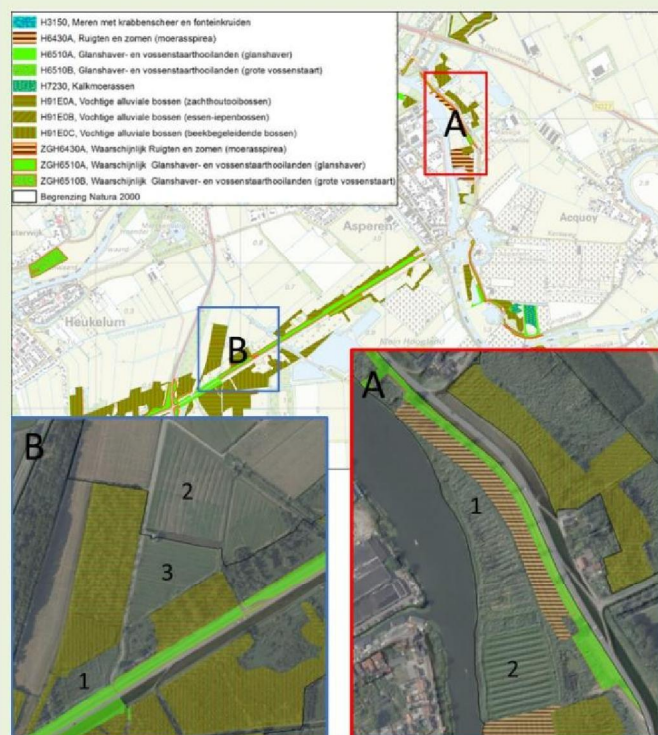 H3150, Meren met krabbenscheer en fonteinkruiden
H6430A, Ruigten en zomen (moerasspirea)
H6510A, Glanshaver- en vossenstaarthooilanden (glanshaver)
H6510B, Glanshaver- en vossenstaarthooilanden (grote vossenstaart)
H7230, Kalkmoerassen
H91E0A, Vochtige alluviale bossen (zachthoutooibossen)
H91E0B, Vochtige alluviale bossen (essen-iepenbossen)
H91E0C, Vochtige alluviale bossen (beekbegeleidende bossen)
ZGH6430A, Waarschijnlijk Ruigten en zomen (moerasspirea)
ZGH6510A, Waarschijnlijk Glanshaver- en vossenstaarthooilanden (glanshaver)
ZGH6510B, Waarschijnlijk Glanshaver- en vossenstaarthooilanden (grote vossenstaart)
Begrenzing Natura 2000
A
Asperen
Acquoy
Heukelum
B
A
1
2
B
2
3
1